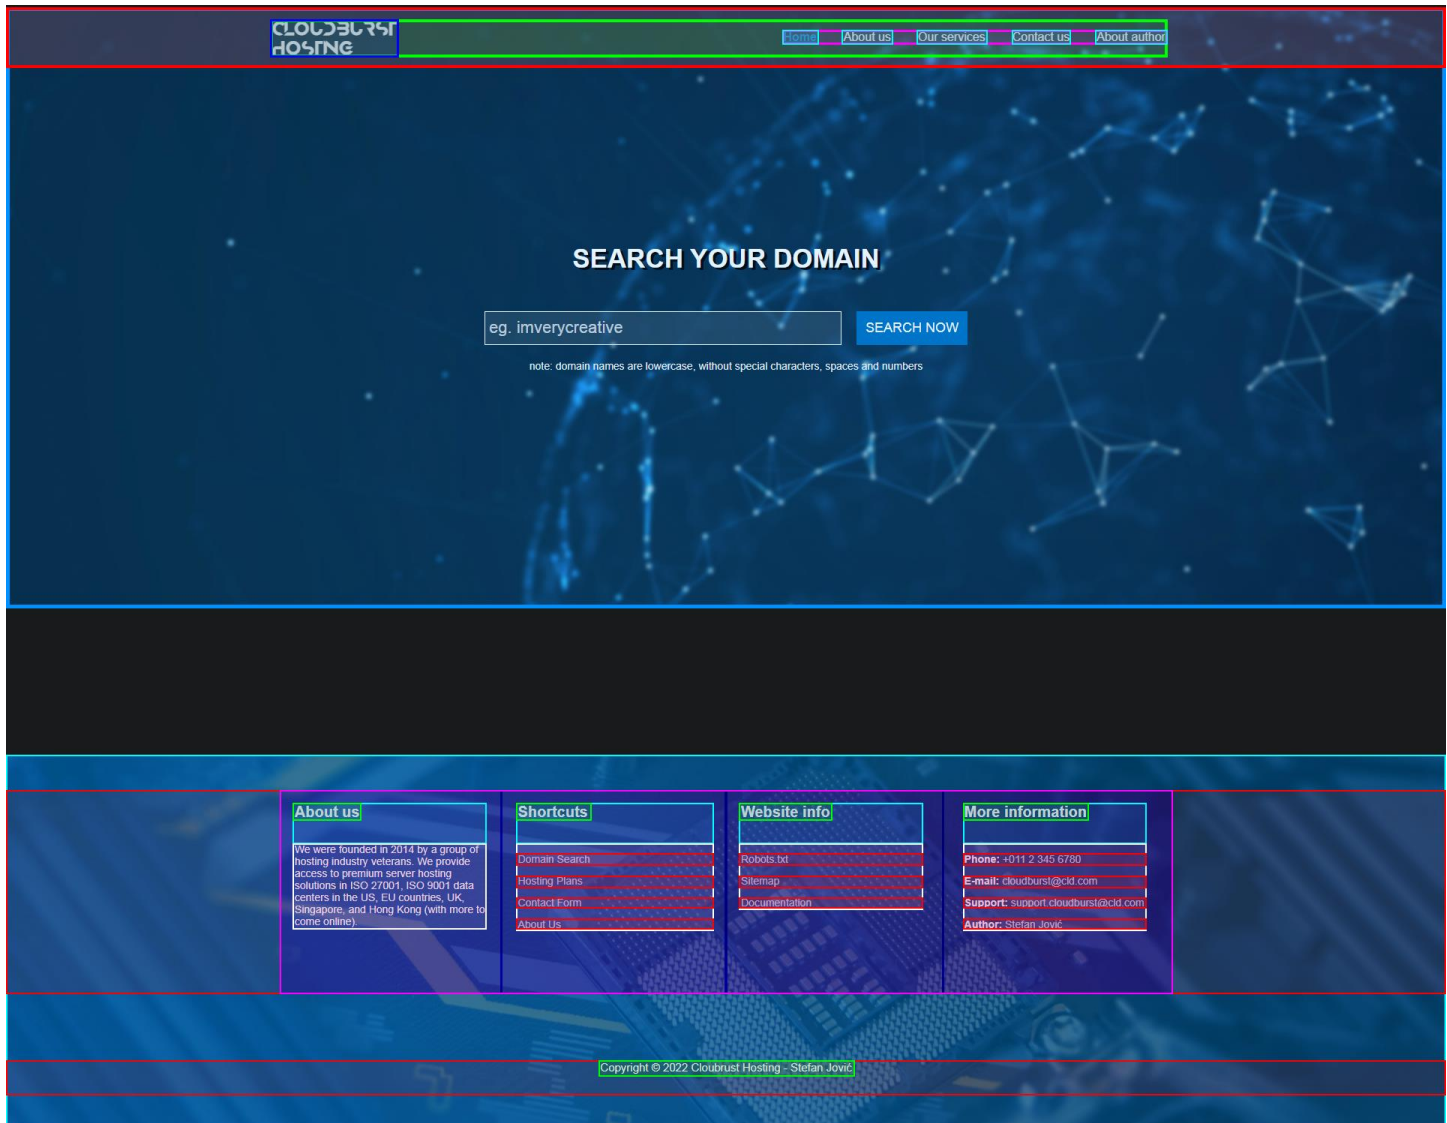 CLOUDBURST
HOSTING
Home About us Our services Contact us About author
SEARCH YOUR DOMAIN
eg. imverycreative SEARCH NOW
note: domain names are lowercase, without special characters, spaces and numbers
About us
We were founded in 2014 by a group of
hosting industry veterans. We provide
access to premium server hosting
solutions in ISO 27001, ISO 9001 data
centers in the US, EU countries, UK,
Singapore, and Hong Kong (with more to
come online).
Shortcuts
Domain Search
Hosting Plans
Contact Form
About Us
Website info
Robots.txt
Sitemap
Documentation
More information
Phone: +011 2 345 6780
E-mail: cloudburst@cld.com
Support: support.cloudburst@cld.com
Author: Stefan Jović
Copyright © 2022 Cloubrust Hosting - Stefan Jović